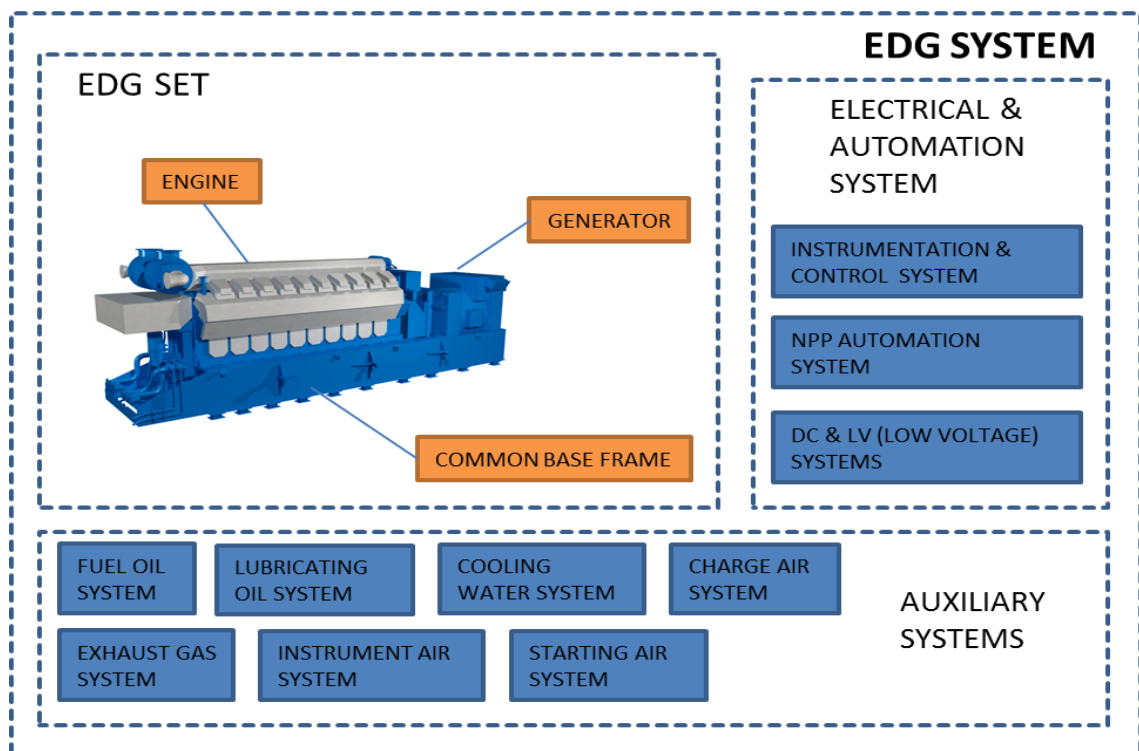 EDG SYSTEM
EDG SET
ENGINE
GENERATOR
COMMON BASE FRAME
ELECTRICAL &
AUTOMATION
SYSTEM
INSTRUMENTATION &
CONTROL SYSTEM
NPP AUTOMATION
SYSTEM
DC & LV (LOW VOLTAGE)
SYSTEMS
FUEL OIL
SYSTEM
LUBRICATING
OIL SYSTEM
COOLING
WATER SYSTEM
CHARGE AIR
SYSTEM
EXHAUST GAS
SYSTEM
INSTRUMENT AIR
SYSTEM
STARTING AIR
SYSTEM
AUXILIARY
SYSTEMS